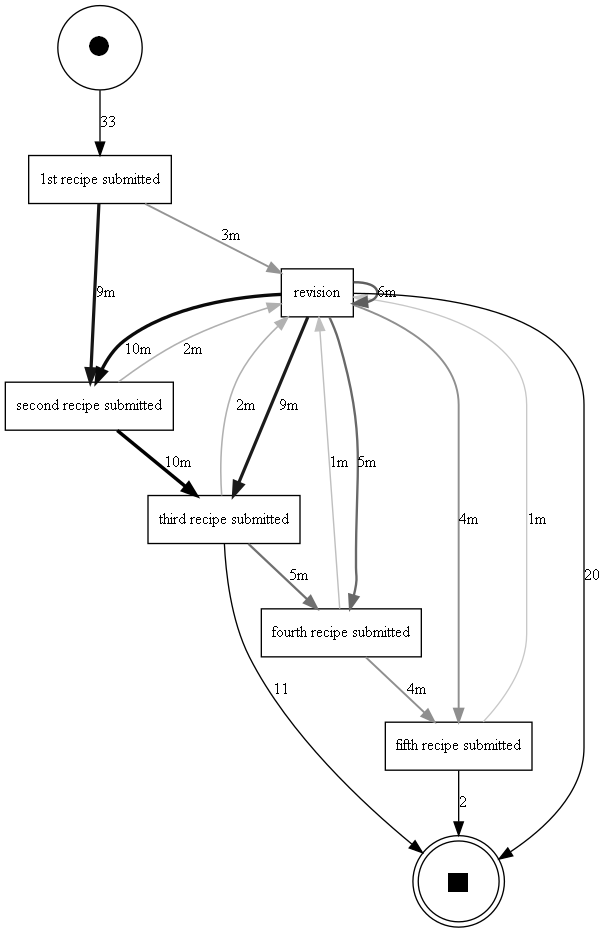 33
1st recipe submitted
3m
9m
revision
6m
10m
2m
second recipe submitted
2m
9m
10m
1m
5m
third recipe submitted
4m
1m
5m
20
fourth recipe submitted
11
4m
fifth recipe submitted
2